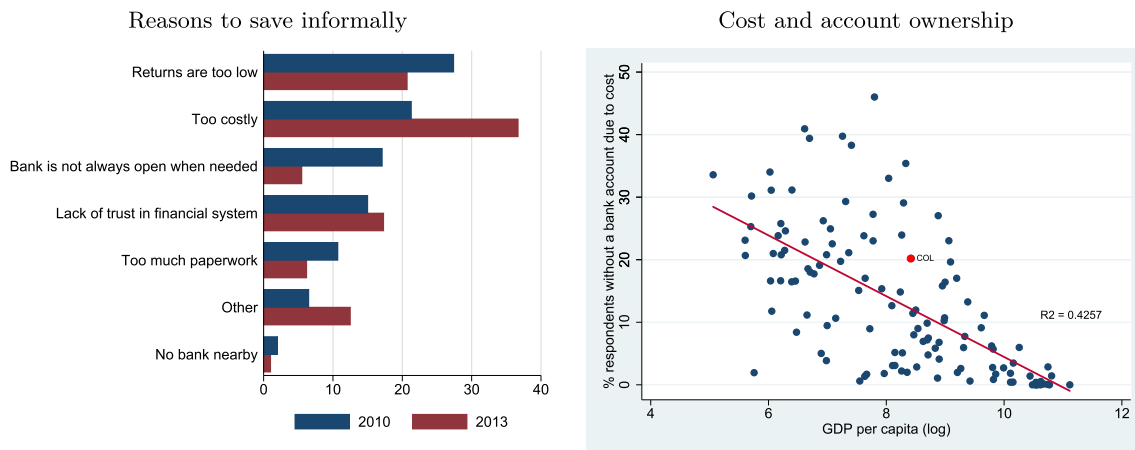 Reasons to save informally
Returns are too low
Too costly
Bank is not always open when needed
Lack of trust in financial system
Too much paperwork
Other
No bank nearby
0 10 20 30 40
2010 2013
Cost and account ownership
% respondents without a bank account due to cost
50
40
30
20
10
0
COL
R2 = 0.4257
4 6 8 10 12
GDP per capita (log)